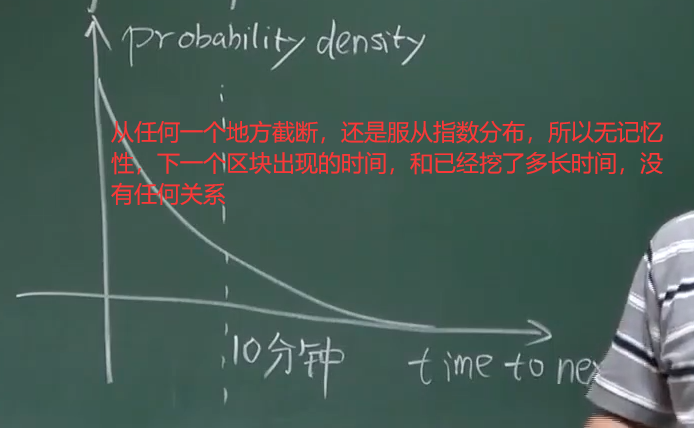 probability density
从任何一个地方截断，还是服从指数分布，所以无记忆
性，下一个区块出现的时间，和已经挖了多长时间，没
有任何关系
10分钟
time to ne